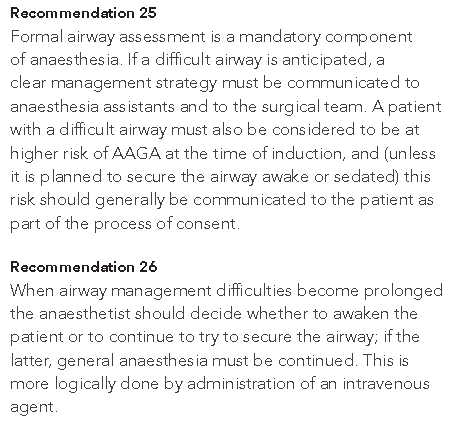 Recommendation 25
Formal airway assessment is a mandatory component
of anaesthesia. If a difficult airway is anticipated, a
clear management strategy must be communicated to
anaesthesia assistants and to the surgical team. A patient
with a difficult airway must also be considered to be at
higher risk of AAGA at the time of induction, and (unless
it is planned to secure the airway awake or sedated) this
risk should generally be communicated to the patient as
part of the process of consent.
Recommendation 26
When airway management difficulties become prolonged
the anaesthetist should decide whether to awaken the
patient or to continue to try to secure the airway; if the
latter, general anaesthesia must be continued. This is
more logically done by administration of an intravenous
agent.